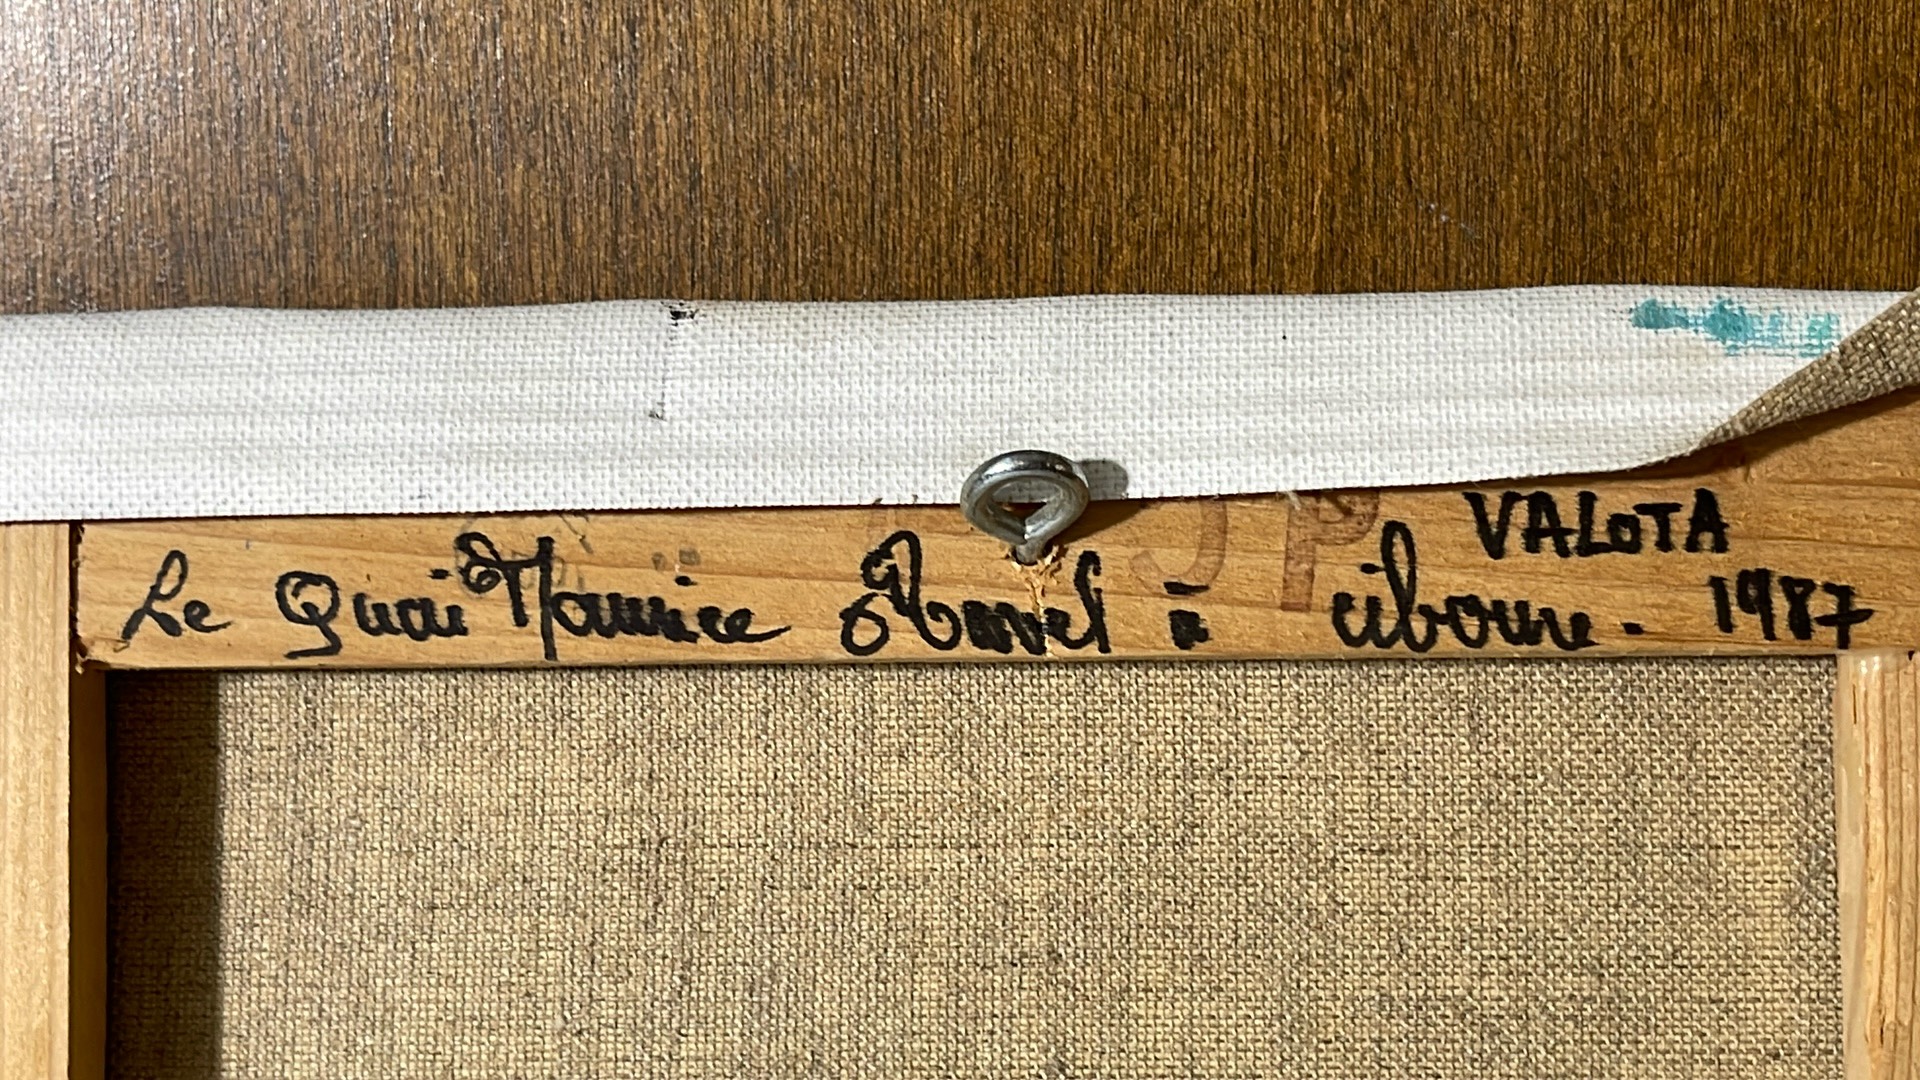 VALOTA
Le Quai Maurice Ravel à ciboure. 1987